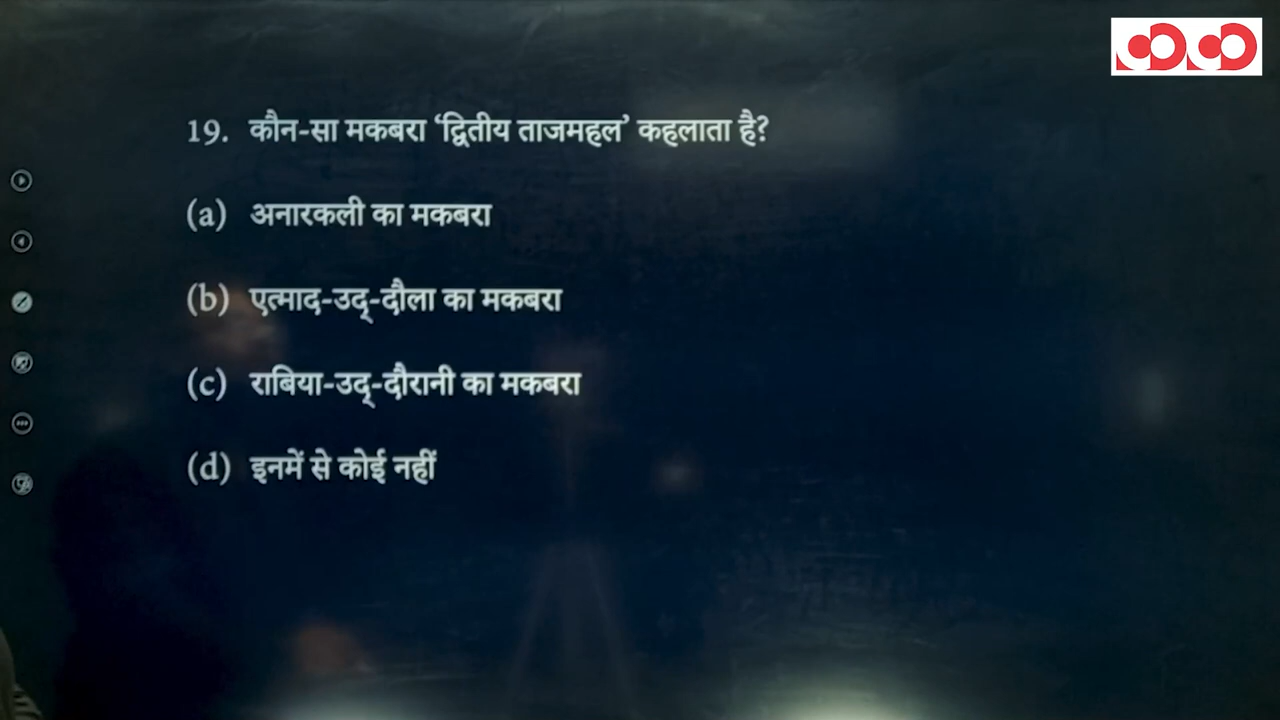 19. कौन-सा मकबरा ‘द्वितीय ताजमहल’ कहलाता है?
(a) अनारकली का मकबरा
(b) एत्माद-उद्-दौला का मकबरा
(c) राबिया-उद्-दौरानी का मकबरा
(d) इनमें से कोई नहीं